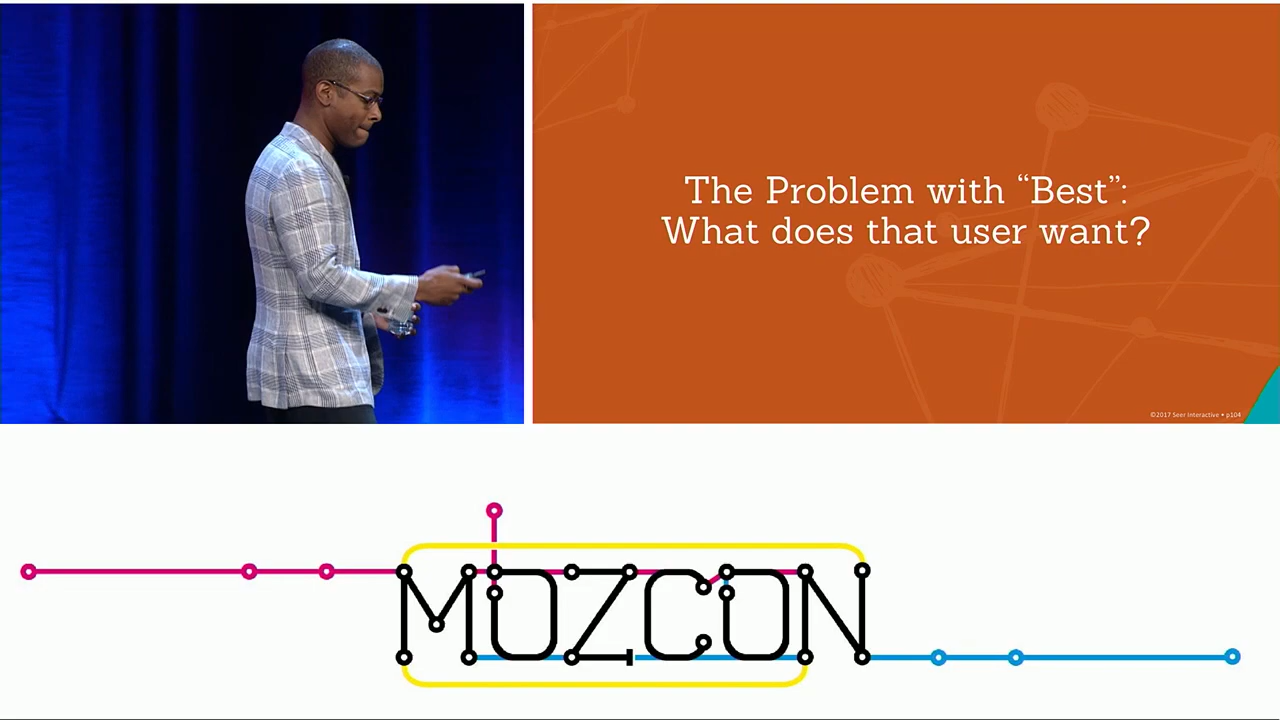 The Problem with “Best”:
What does that user want?
©2017 Seer Interactive • p104
MOZCON